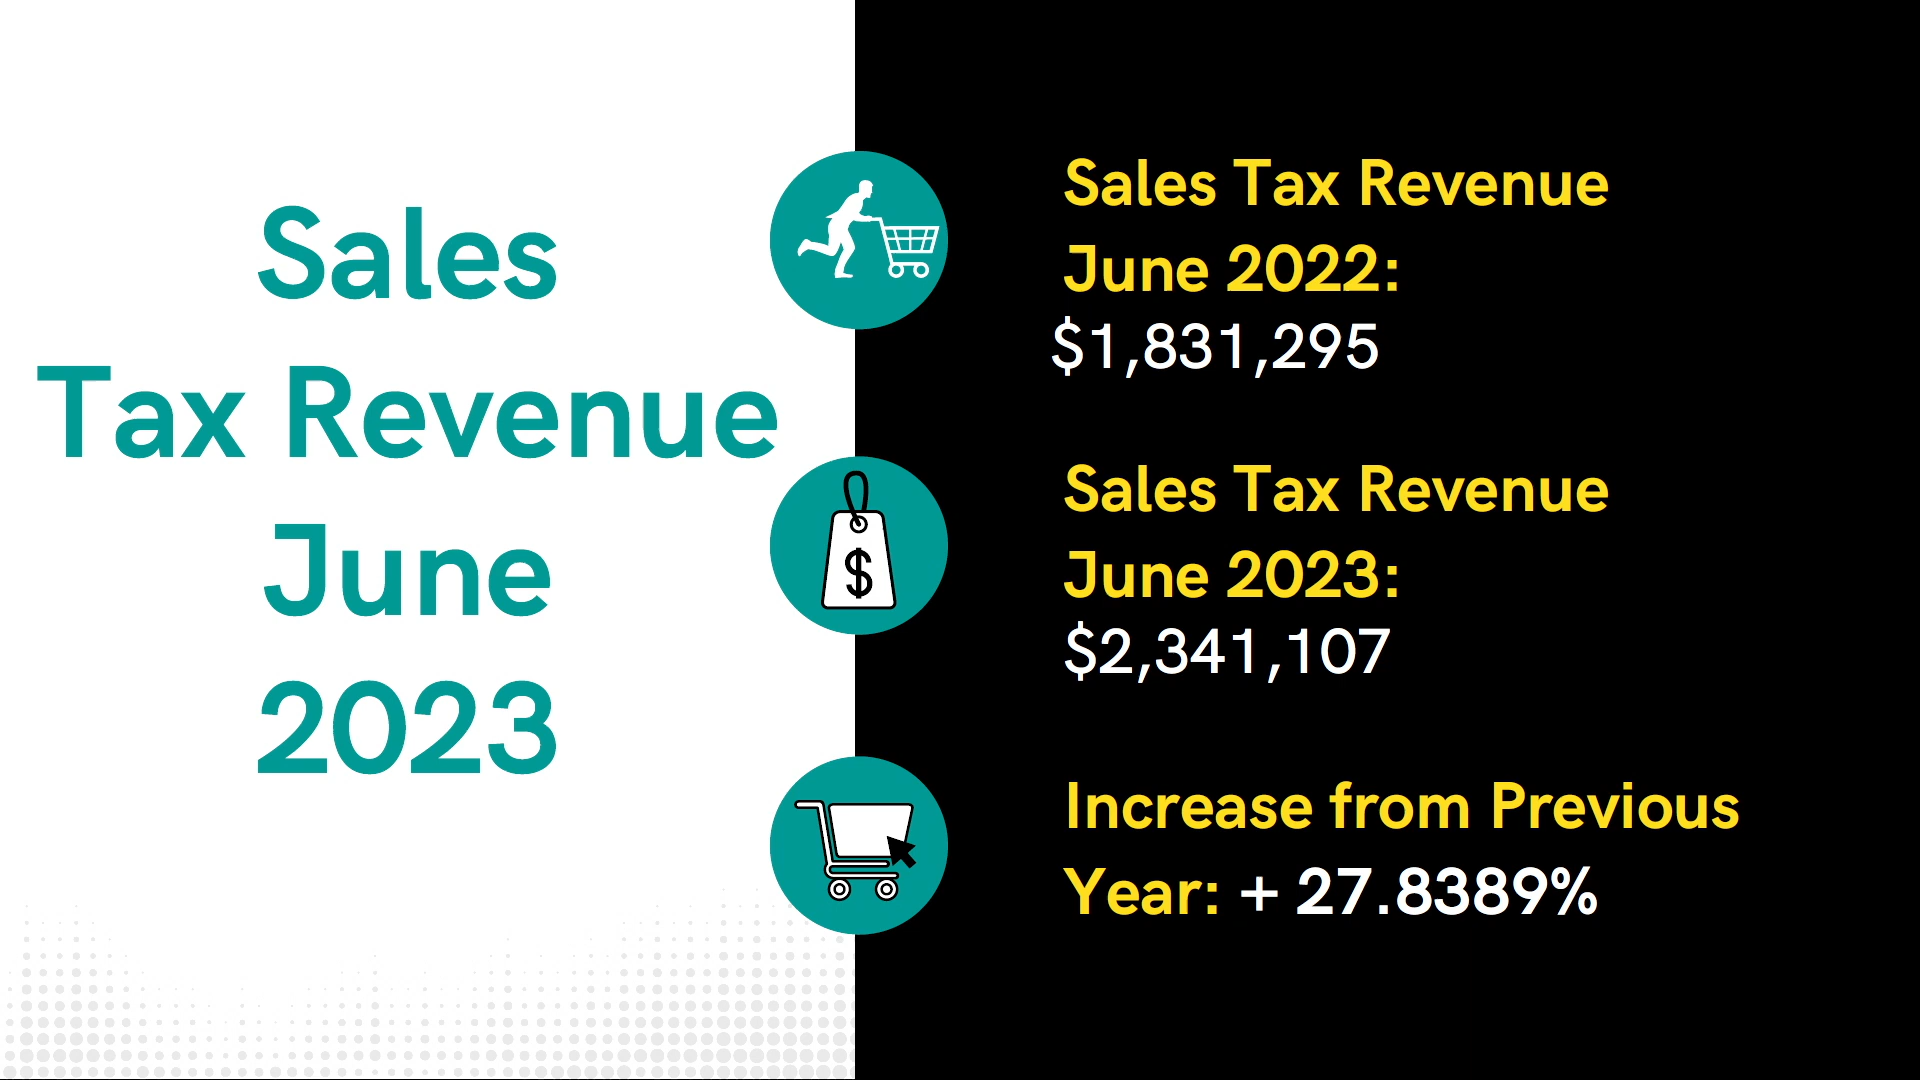 Sales
Tax Revenue
June
2023
Sales Tax Revenue
June 2022:
$1,831,295
$
Sales Tax Revenue
June 2023:
$2,341,107
Increase from Previous
Year: + 27.8389%